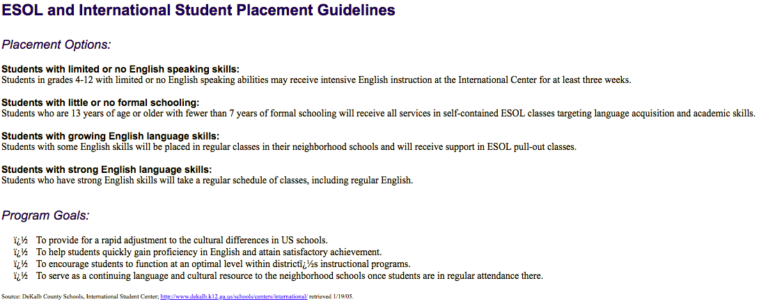 ESOL and International Student Placement Guidelines
Placement Options:
Students with limited or no English speaking skills:
Students in grades 4-12 with limited or no English speaking abilities may receive intensive English instruction at the International Center for at least three weeks.
Students with little or no formal schooling:
Students who are 13 years of age or older with fewer than 7 years of formal schooling will receive all services in self-contained ESOL classes targeting language acquisition and academic skills.
Students with growing English language skills:
Students with some English skills will be placed in regular classes in their neighborhood schools and will receive support in ESOL pull-out classes.
Students with strong English language skills:
Students who have strong English skills will take a regular schedule of classes, including regular English.
Program Goals:
ï¿½ To provide for a rapid adjustment to the cultural differences in US schools.
ï¿½ To help students quickly gain proficiency in English and attain satisfactory achievement.
ï¿½ To encourage students to function at an optimal level within districtï¿½s instructional programs.
ï¿½ To serve as a continuing language and cultural resource to the neighborhood schools once students are in regular attendance there.
Source: DeKalb County Schools, International Student Center; http://www.dekalb.k12.ga.us/schools/centers/international/ retrieved 1/19/05.